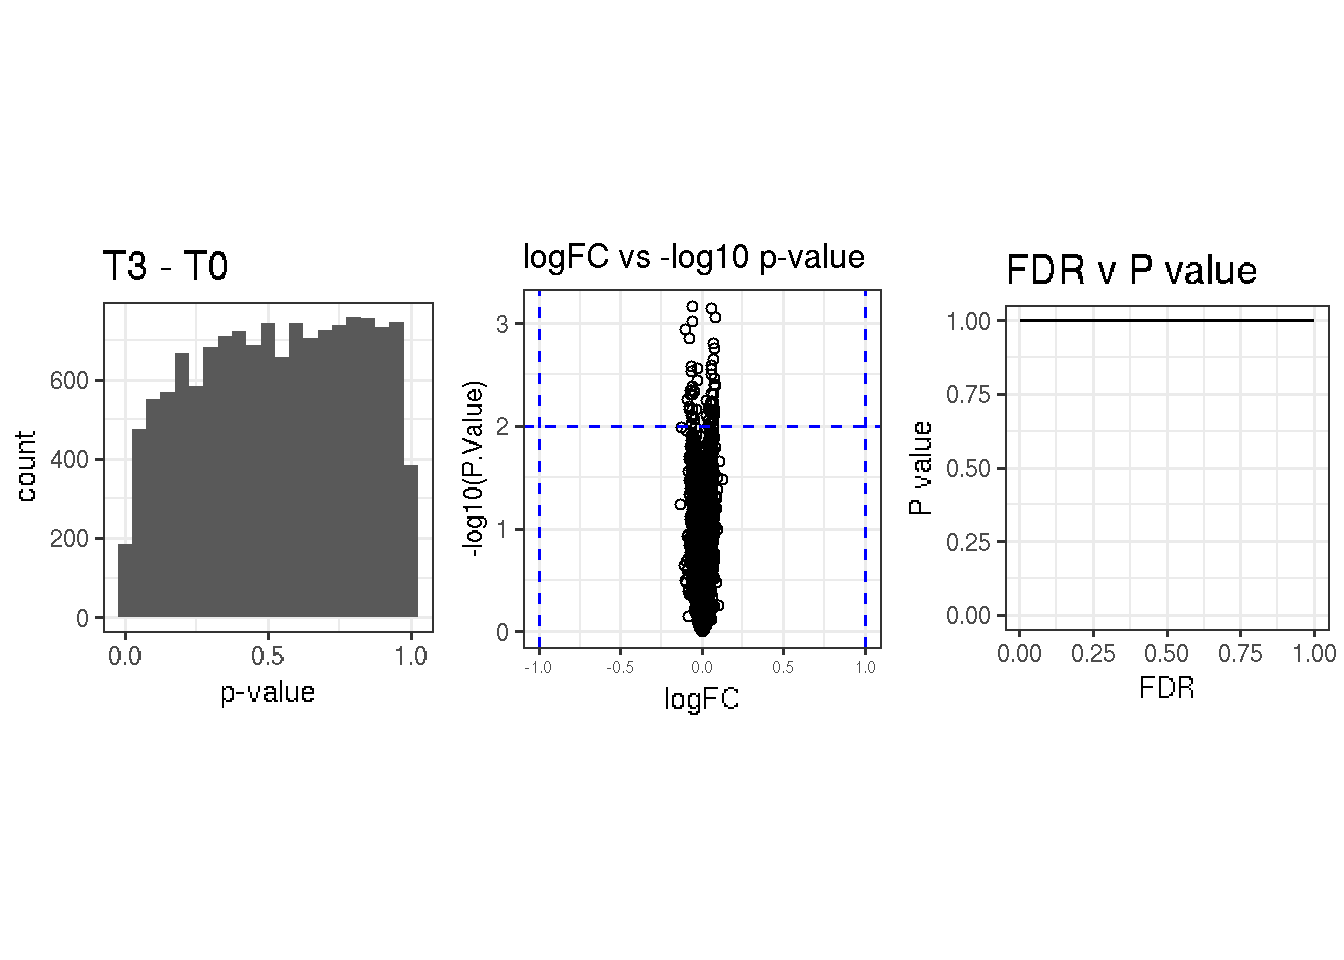 T3 - T0
count
600
400
200
0
0.0 0.5 1.0
p-value
logFC vs -log10 p-value
-log10(P.Value)
3
2
1
0
-1.0 -0.5 0.0 0.5 1.0
logFC
FDR v P value
P value
1.00
0.75
0.50
0.25
0.00
0.00 0.25 0.50 0.75 1.00
FDR